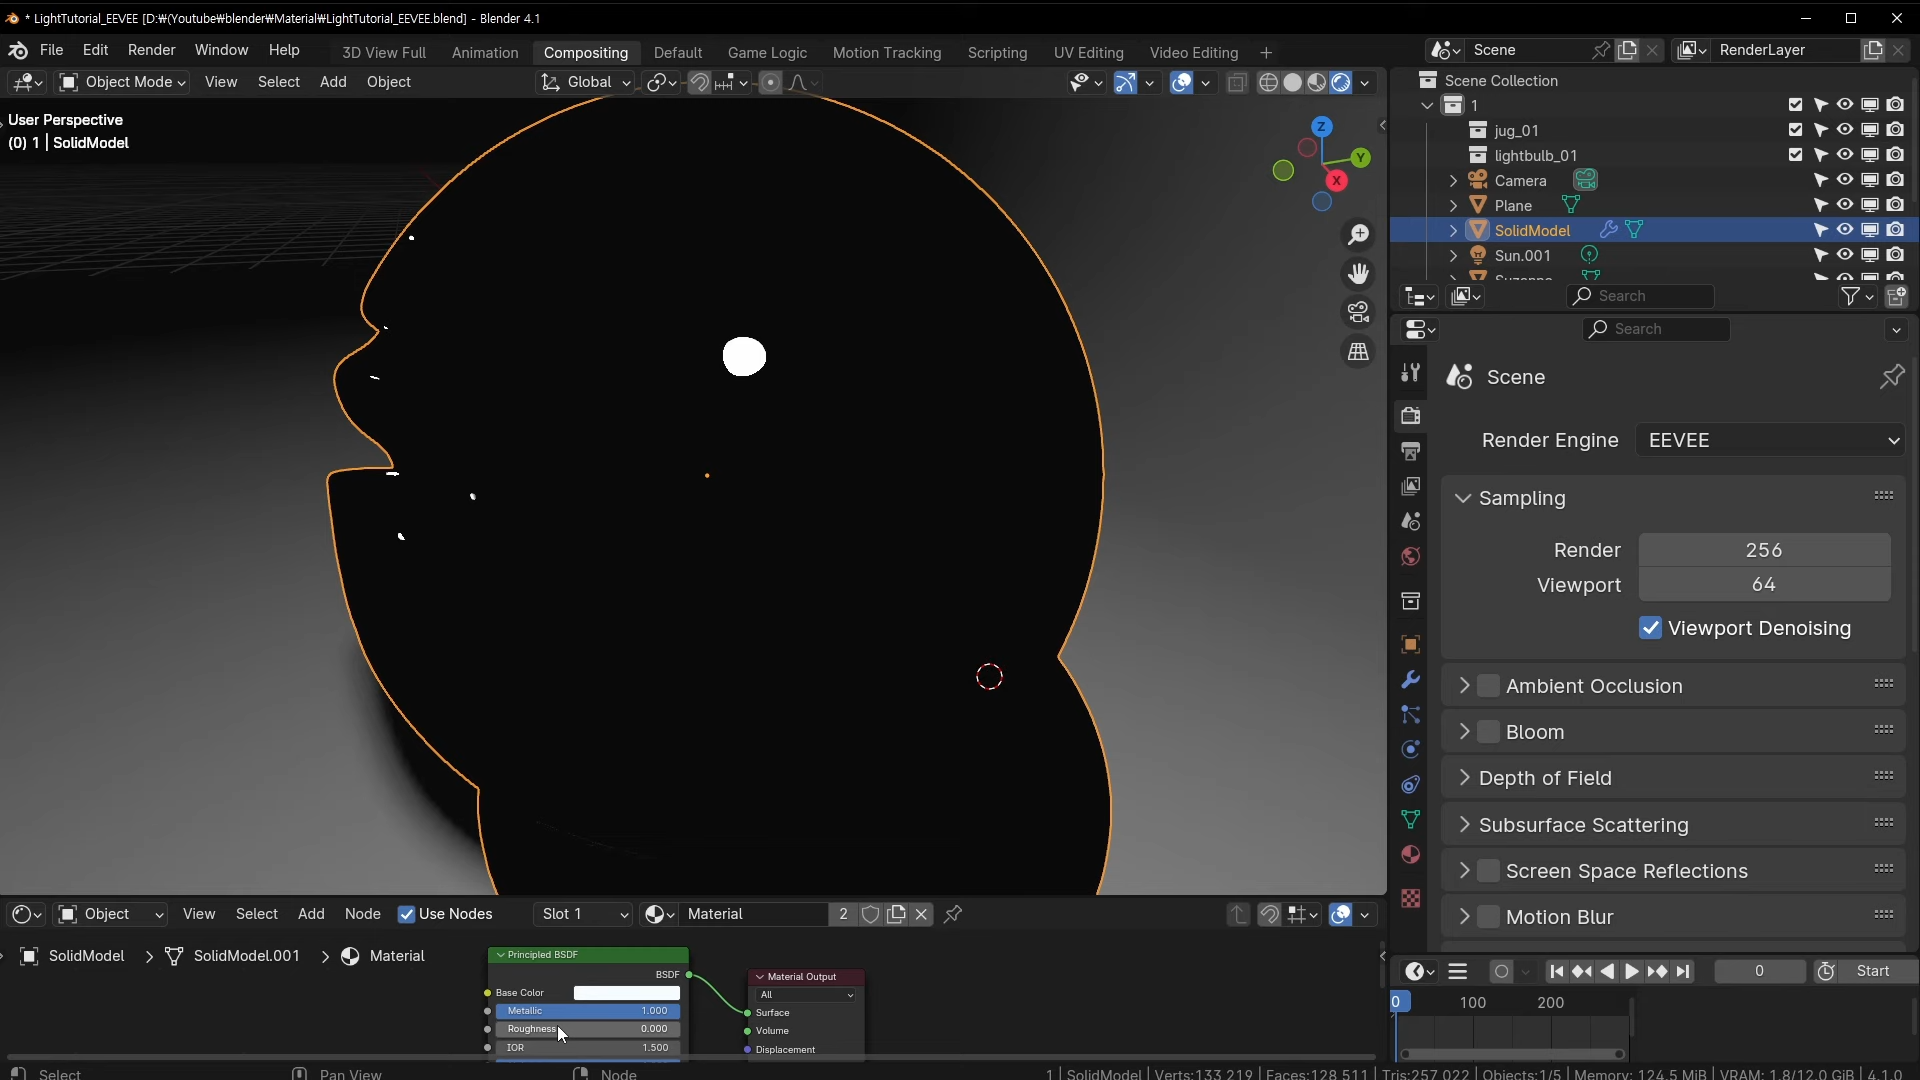 * LightTutorial_EEVEE [D:₩(Youtube₩blender₩Material₩LightTutorial_EEVEE.blend] - Blender 4.1
File Edit Render Window Help 3D View Full Animation Compositing Default Game Logic Motion Tracking Scripting UV Editing Video Editing + Scene RenderLayer
Object Mode View Select Add Object Global
User Perspective
(0) 1 | SolidModel
Z
Y
X
Scene Collection
1
jug_01
lightbulb_01
Camera
Plane
SolidModel
Sun.001
Suzanne
Search
Search
Scene
Render Engine EEVEE
Sampling
Render 256
Viewport 64
Viewport Denoising
Ambient Occlusion
Bloom
Depth of Field
Subsurface Scattering
Screen Space Reflections
Motion Blur
Object View Select Add Node Use Nodes Slot 1 Material 2
SolidModel > SolidModel.001 > Material
Principled BSDF
BSDF
Base Color
Metallic 1.000
Roughness 0.000
IOR 1.500
Material Output
All
Surface
Volume
Displacement
0 Start
0 100 200
Select Pan View Node 1 | SolidModel | Verts:133,219 | Faces:128,511 | Tris:257,022 | Objects:1/5 | Memory: 124.5 MiB | VRAM: 1.8/12.0 GiB | 4.1.0